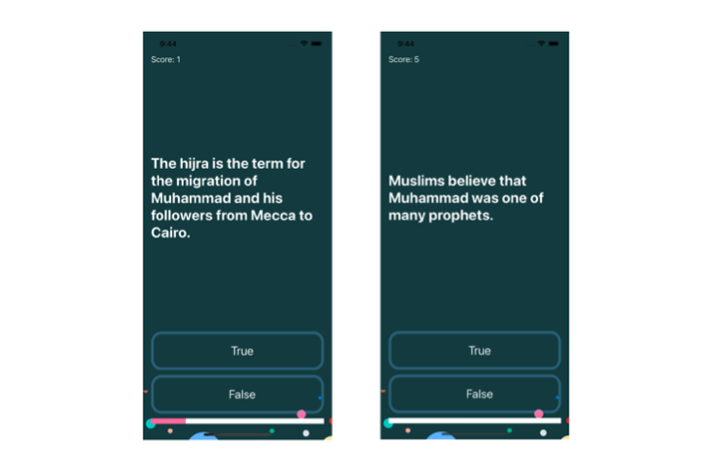 9:44
Score: 1
The hijra is the term for
the migration of
Muhammad and his
followers from Mecca to
Cairo.
True
False
9:44
Score: 5
Muslims believe that
Muhammad was one of
many prophets.
True
False